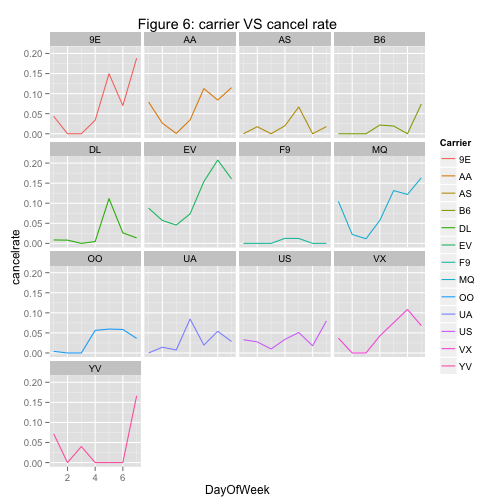 Figure 6: carrier VS cancel rate
9E AA AS B6
0.20
0.15
0.10
0.05
0.00
DL EV F9 MQ
0.20
0.15
0.10
0.05
0.00
OO UA US VX
0.20
0.15
0.10
0.05
0.00
YV
0.20
0.15
0.10
0.05
0.00
2 4 6
cancelrate
DayOfWeek
Carrier
9E
AA
AS
B6
DL
EV
F9
MQ
OO
UA
US
VX
YV